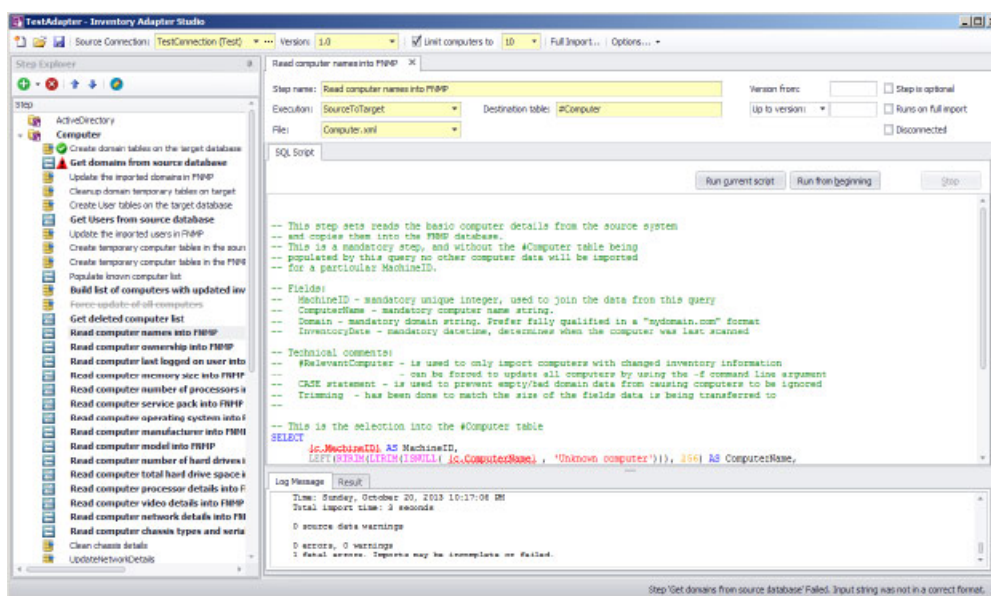 TestAdapter - Inventory Adapter Studio
Source Connection: TestConnection (Test) ... Version: 1.0 Limit computers to 10 Full Import... Options...
Step Explorer
Read computer names into FNMP
Step name: Read computer names into FNMP Version from: Step is optional
Execution: SourceToTarget Destination table: #Computer Up to version: Runs on full import
File: Computer.xml Disconnected
SQL Script
Run current script Run from beginning Stop
Step
ActiveDirectory
Computer
Create domain tables on the target database
Get domains from source database
Update the imported domains in FNMP
Cleanup domain temporary tables on target
Create User tables on the target database
Get Users from source database
Update the imported users in FNMP
Create temporary computer tables in the sour
Create temporary computer tables in the FNM
Populate known computer list
Build list of computers with updated inv
Force update of all computers
Get deleted computer list
Read computer names into FNMP
Read computer ownership into FNMP
Read computer last logged on user into
Read computer memory size into FNMP
Read computer number of processors i
Read computer service pack into FNMP
Read computer operating system into F
Read computer manufacturer into FNM
Read computer model into FNMP
Read computer number of hard drives i
Read computer total hard drive space i
Read computer processor details into F
Read computer video details into FNMP
Read computer network details into FN
Read computer chassis types and seria
Clean chassis details
UpdateNetworkDetails
-- This step sets reads the basic computer details from the source system
-- and copies them into the FNMP database.
-- This is a mandatory step, and without the #Computer table being
-- populated by this query no other computer data will be imported
-- for a particular MachineID.
-- Fields:
-- MachineID - mandatory unique integer, used to join the data from this query
-- ComputerName - mandatory computer name string.
-- Domain - mandatory domain string. Prefer fully qualified in a "mydomain.com" format
-- InventoryDate - mandatory datetime, determines when the computer was last scanned
-- Technical comments:
-- #RelevantComputer - is used to only import computers with changed inventory information
-- - can be forced to update all computers by using the -f command line argument
-- CASE statement - is used to prevent empty/bad domain data from causing computers to be ignored
-- Trimming - has been done to match the size of the fields data is being transferred to
--
-- This is the selection into the #Computer table
SELECT
[c.MachineID] AS MachineID,
LEFT(RTRIM(LTRIM(ISNULL( [c.ComputerName] , 'Unknown computer'))), 256) AS ComputerName,
Log Message Result
Time: Sunday, October 20, 2013 10:17:08 PM
Total import time: 3 seconds
0 source data warnings
0 errors, 0 warnings
1 fatal errors. Imports may be incomplete or failed.
Step 'Get domains from source database' Failed. Input string was not in a correct format.